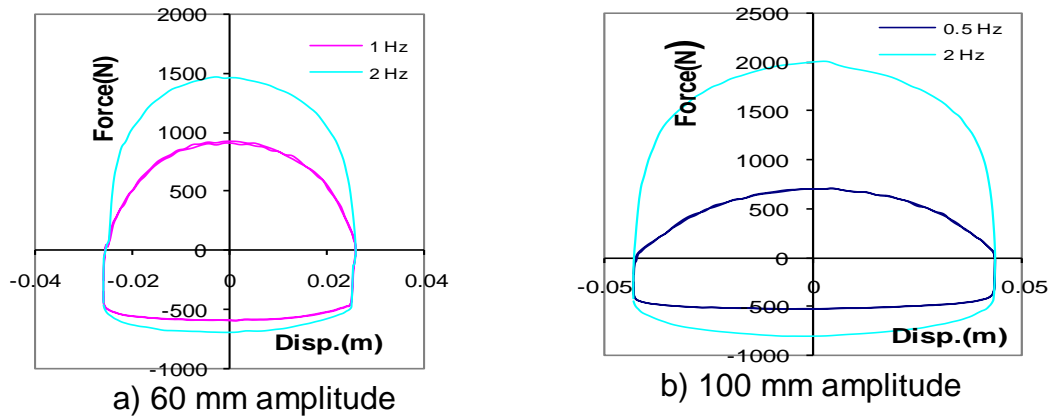 2000
1500
1000
500
0
-500
-1000
-0.04
-0.02
0
0.02
0.04
Force(N)
Disp.(m)
1 Hz
2 Hz
a) 60 mm amplitude
2500
2000
1500
1000
500
0
-500
-1000
-0.05
0
0.05
Force(N)
Disp.(m)
0.5 Hz
2 Hz
b) 100 mm amplitude